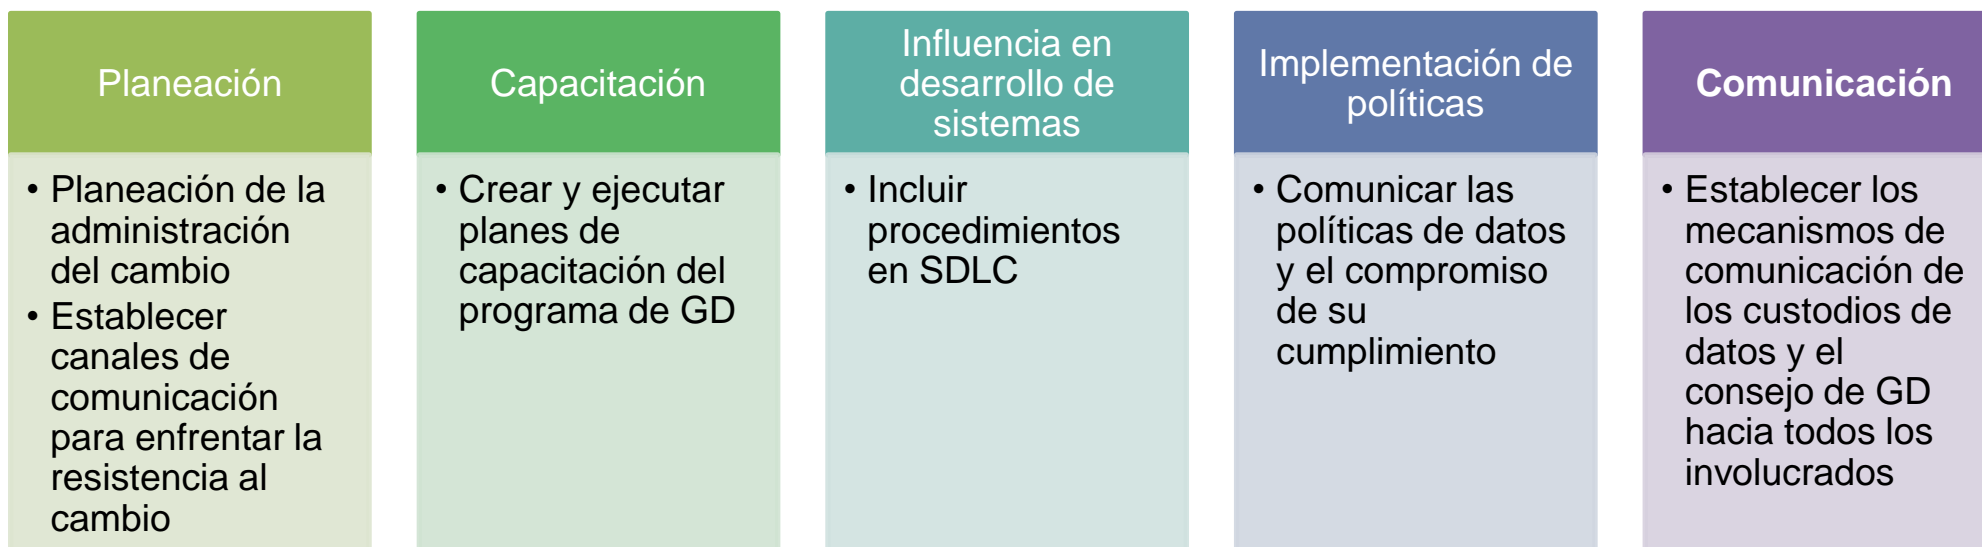 Planeación
• Planeación de la
administración
del cambio
• Establecer
canales de
comunicación
para enfrentar la
resistencia al
cambio
Capacitación
• Crear y ejecutar
planes de
capacitación del
programa de GD
Influencia en
desarrollo de
sistemas
• Incluir
procedimientos
en SDLC
Implementación de
políticas
• Comunicar las
políticas de datos
y el compromiso
de su
cumplimiento
Comunicación
• Establecer los
mecanismos de
comunicación de
los custodios de
datos y el
consejo de GD
hacia todos los
involucrados